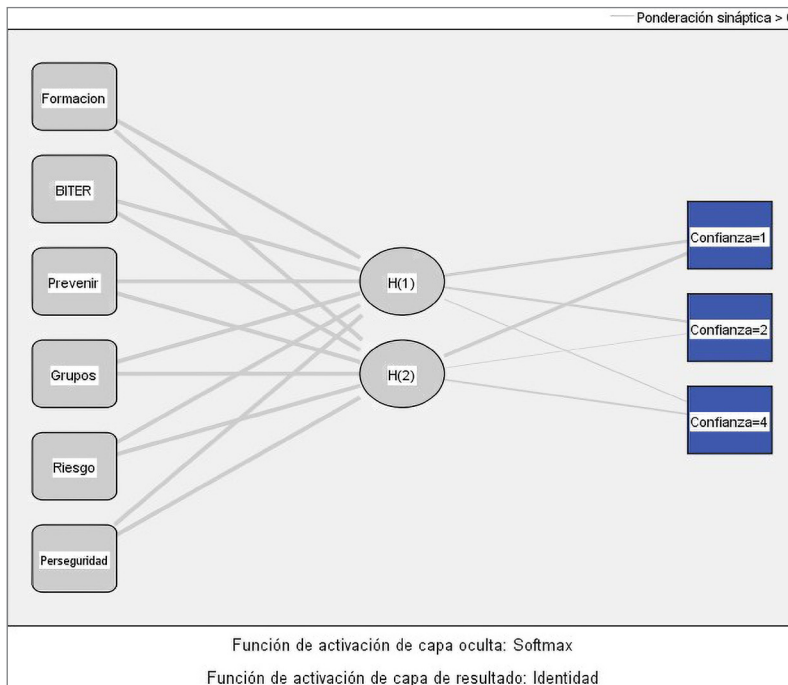 Ponderación sináptica >
Formacion
BITER
Prevenir
Grupos
Riesgo
Perseguridad
H(1)
H(2)
Confianza=1
Confianza=2
Confianza=4
Función de activación de capa oculta: Softmax
Función de activación de capa de resultado: Identidad